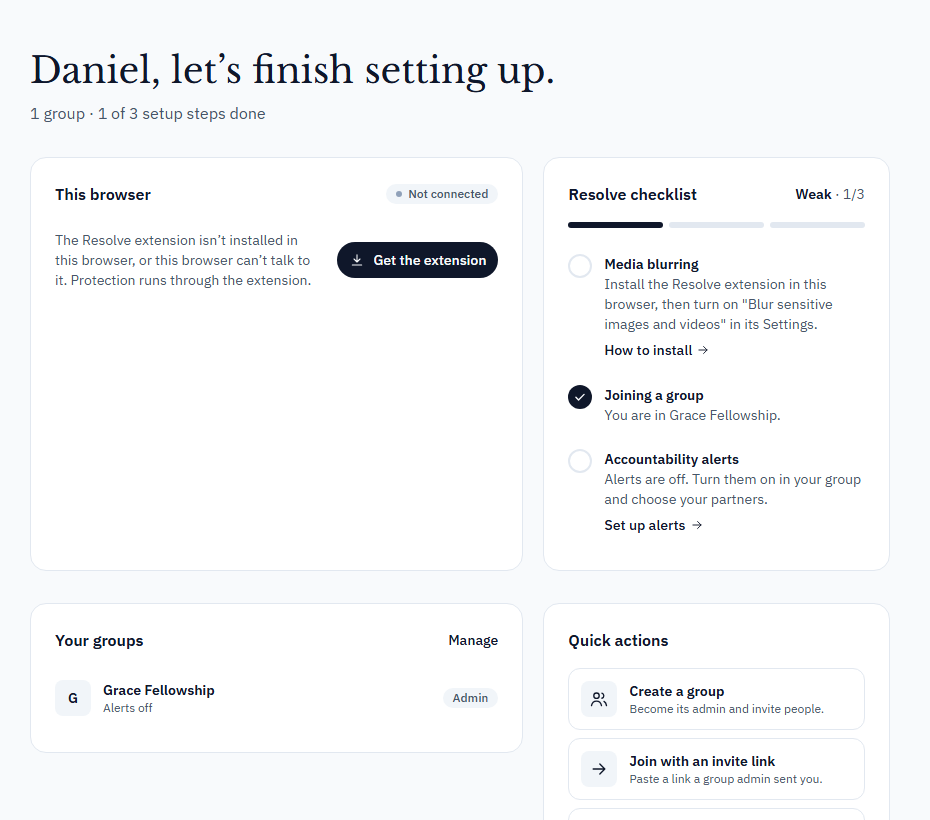 Daniel, let’s finish setting up.
1 group · 1 of 3 setup steps done
This browser
Not connected
The Resolve extension isn’t installed in
this browser, or this browser can’t talk to
it. Protection runs through the extension.
Get the extension
Resolve checklist
Weak · 1/3
Media blurring
Install the Resolve extension in this
browser, then turn on "Blur sensitive
images and videos" in its Settings.
How to install →
Joining a group
You are in Grace Fellowship.
Accountability alerts
Alerts are off. Turn them on in your group
and choose your partners.
Set up alerts →
Your groups
Manage
G
Grace Fellowship
Alerts off
Admin
Quick actions
Create a group
Become its admin and invite people.
Join with an invite link
Paste a link a group admin sent you.